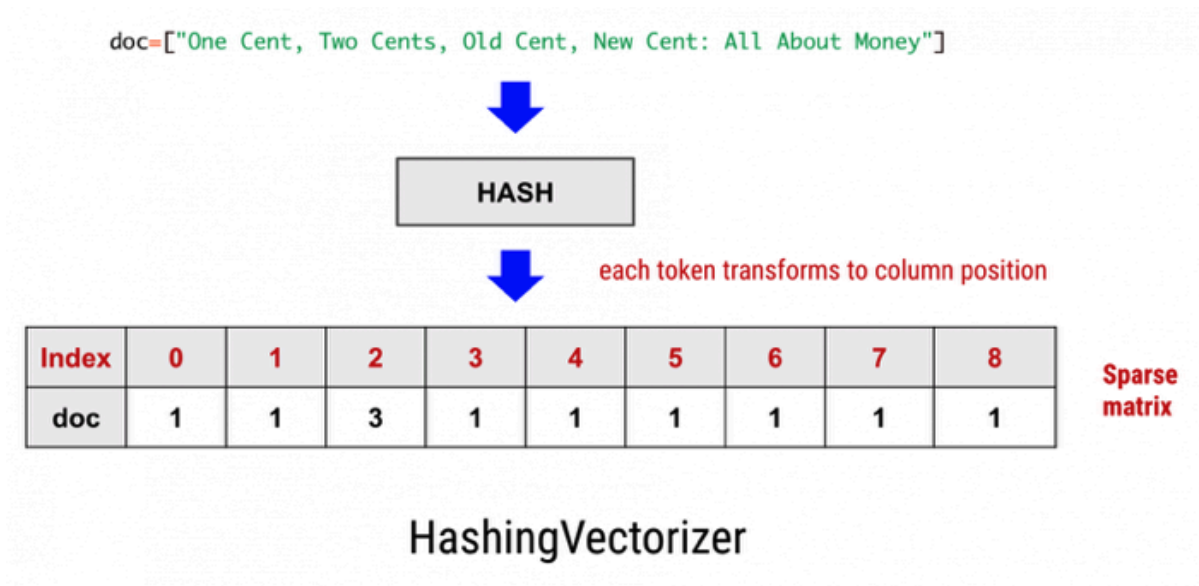 doc=["One Cent, Two Cents, Old Cent, New Cent: All About Money"]
HASH
each token transforms to column position
Index 0 1 2 3 4 5 6 7 8
doc 1 1 3 1 1 1 1 1 1
Sparse
matrix
HashingVectorizer